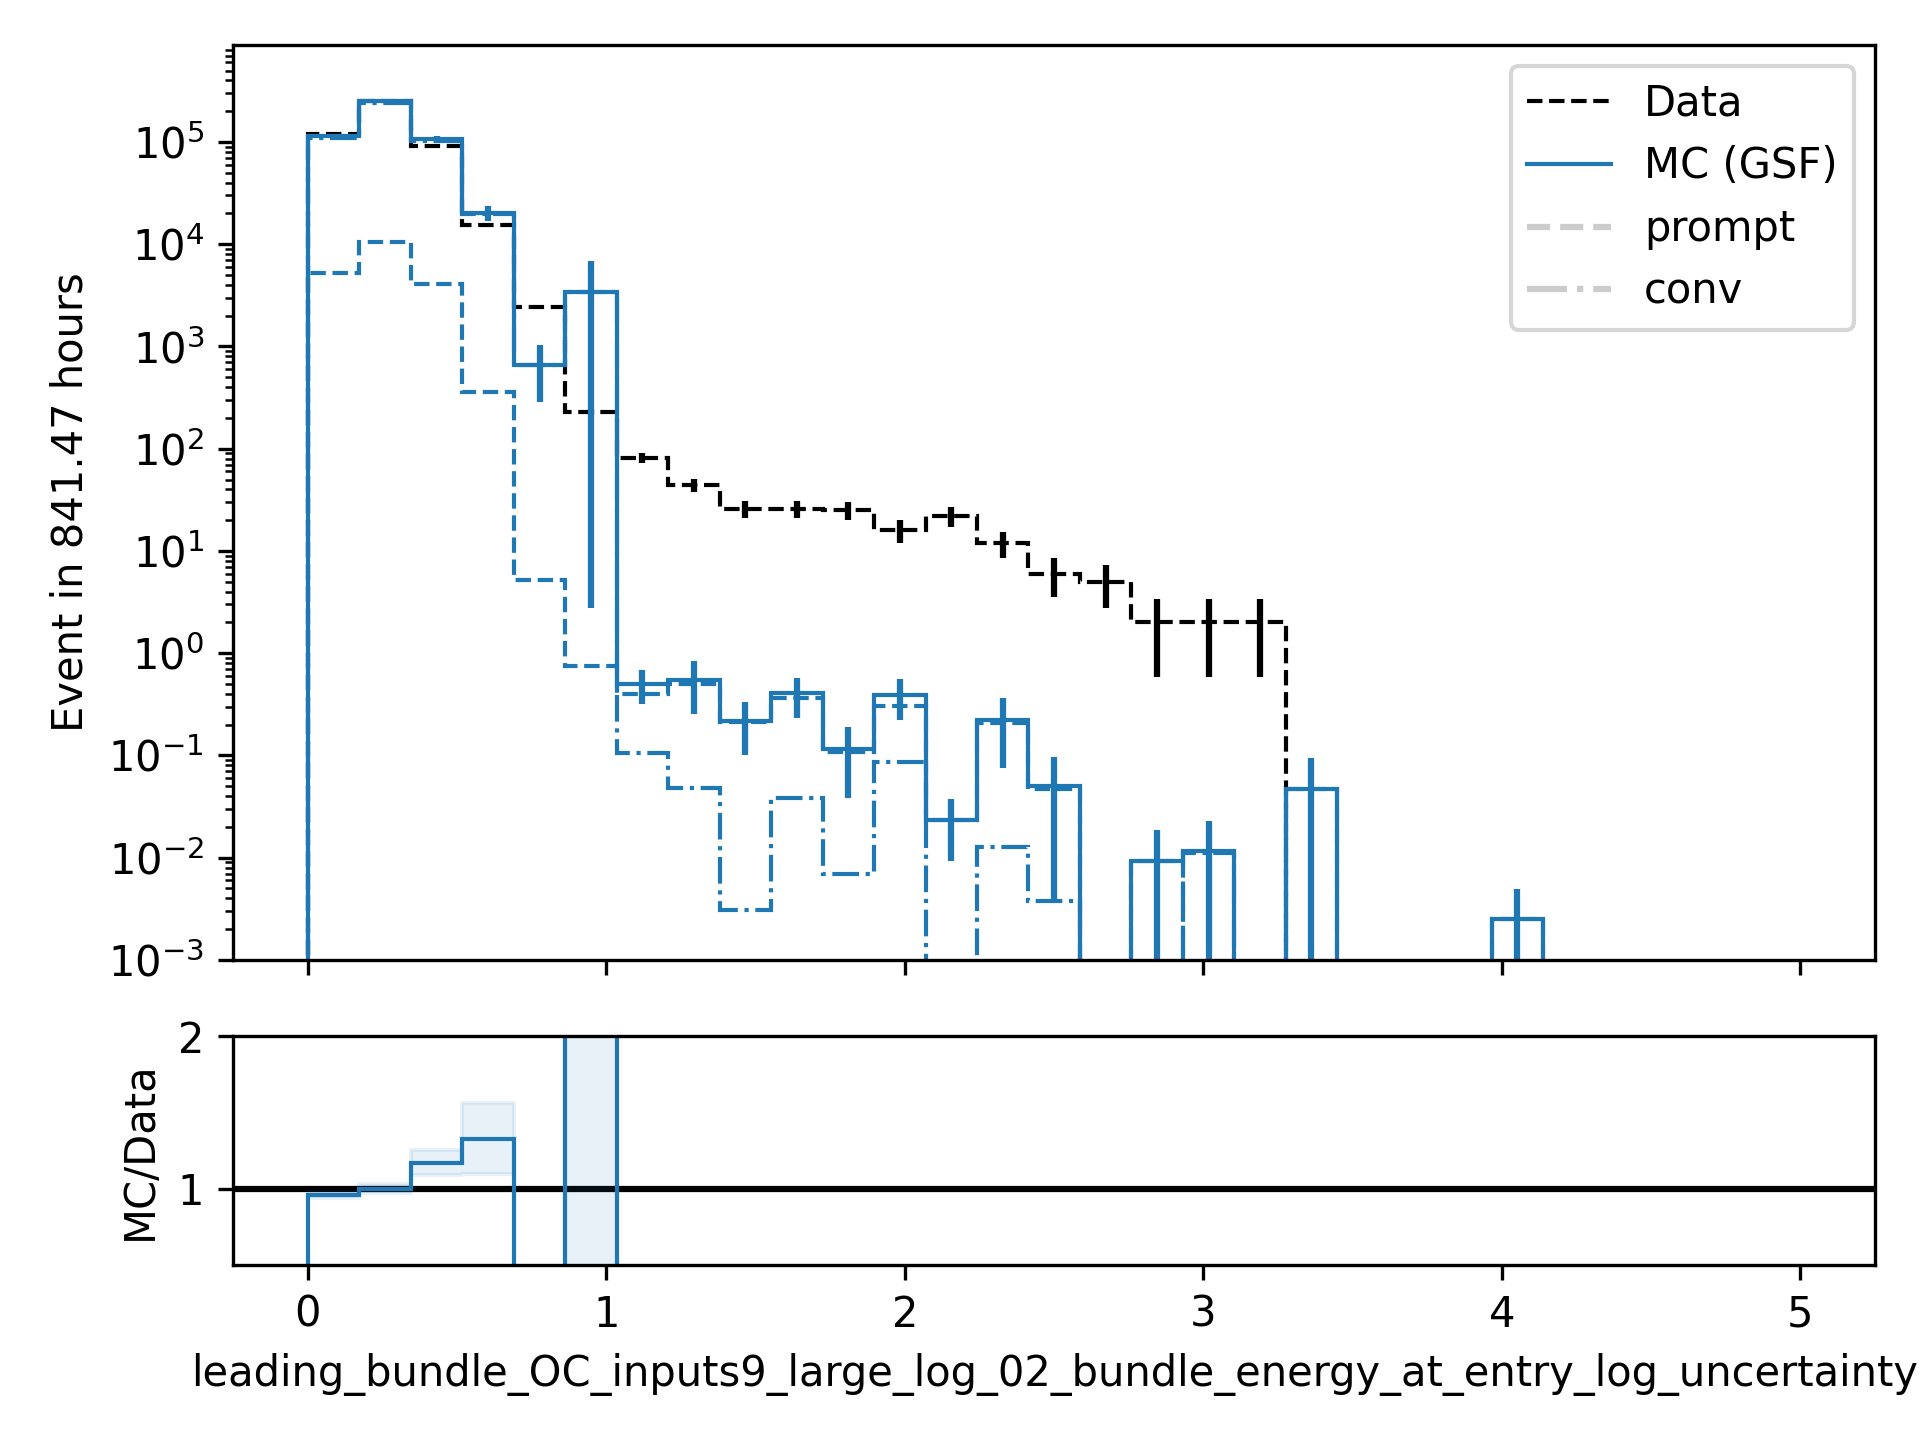 Data
MC (GSF)
prompt
conv
Event in 841.47 hours
10^5
10^4
10^3
10^2
10^1
10^0
10^−1
10^−2
10^−3
MC/Data
2
1
0 1 2 3 4 5
leading_bundle_OC_inputs9_large_log_02_bundle_energy_at_entry_log_uncertainty